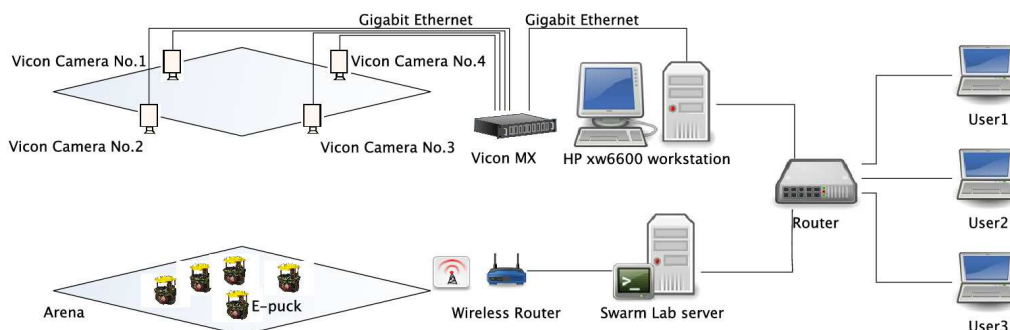 Gigabit Ethernet
Gigabit Ethernet
Vicon Camera No.1
Vicon Camera No.4
Vicon Camera No.2
Vicon Camera No.3
Vicon MX
HP xw6600 workstation
User1
Router
User2
E-puck
Arena
Wireless Router
Swarm Lab server
User3
>_